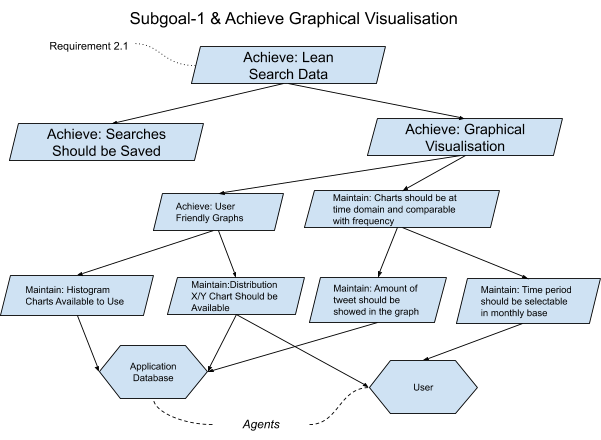 Subgoal-1 & Achieve Graphical Visualisation
Requirement 2.1
Achieve: Lean
Search Data
Achieve: Searches
Should be Saved
Achieve: Graphical
Visualisation
Achieve: User
Friendly Graphs
Maintain: Charts should be at
time domain and comparable
with frequency
Maintain: Histogram
Charts Available to Use
Maintain:Distribution
X/Y Chart Should be
Available
Maintain: Amount of
tweet should be
showed in the graph
Maintain: Time period
should be selectable
in monthly base
Application
Database
User
Agents